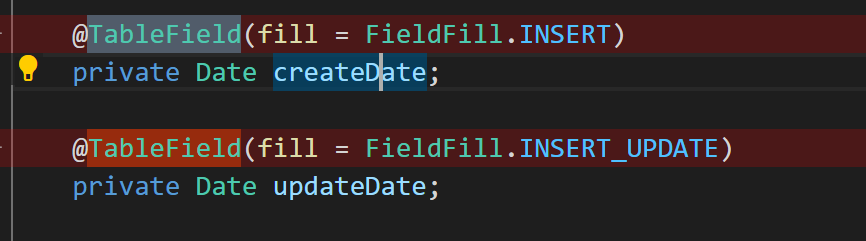 @TableField(fill = FieldFill.INSERT)
private Date createDate;
@TableField(fill = FieldFill.INSERT_UPDATE)
private Date updateDate;